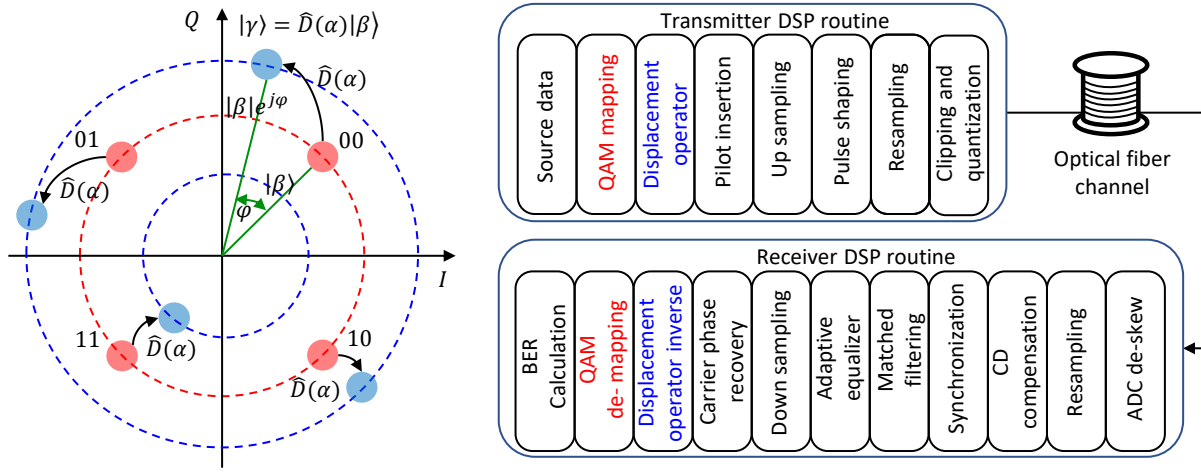 Q
|γ⟩ = D̂(α)|β⟩
D̂(α)
|β|e^{jφ}
01
00
D̂(α)
|β⟩
φ
I
11
10
D̂(α)
D̂(α)
Transmitter DSP routine
Source data
QAM mapping
Displacement
operator
Pilot insertion
Up sampling
Pulse shaping
Resampling
Clipping and
quantization
Optical fiber
channel
Receiver DSP routine
BER
Calculation
QAM
de- mapping
Displacement
operator inverse
Carrier phase
recovery
Down sampling
Adaptive
equalizer
Matched
filtering
Synchronization
CD
compensation
Resampling
ADC de-skew